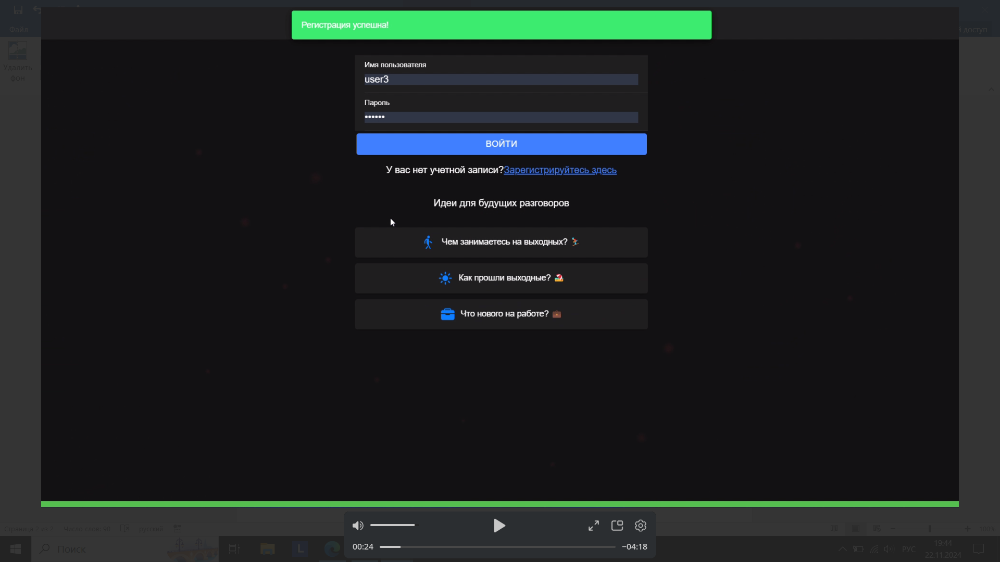 Файл
й доступ
Удалить
фон
Регистрация успешна!
Имя пользователя
user3
Пароль
••••••
ВОЙТИ
У вас нет учетной записи?Зарегистрируйтесь здесь
Идеи для будущих разговоров
Чем занимаетесь на выходных?
Как прошли выходные?
Что нового на работе?
Страница 2 из 2 Число слов: 90 русский 100%
00:24 −04:18
Поиск
L
РУС
19:44
22.11.2024